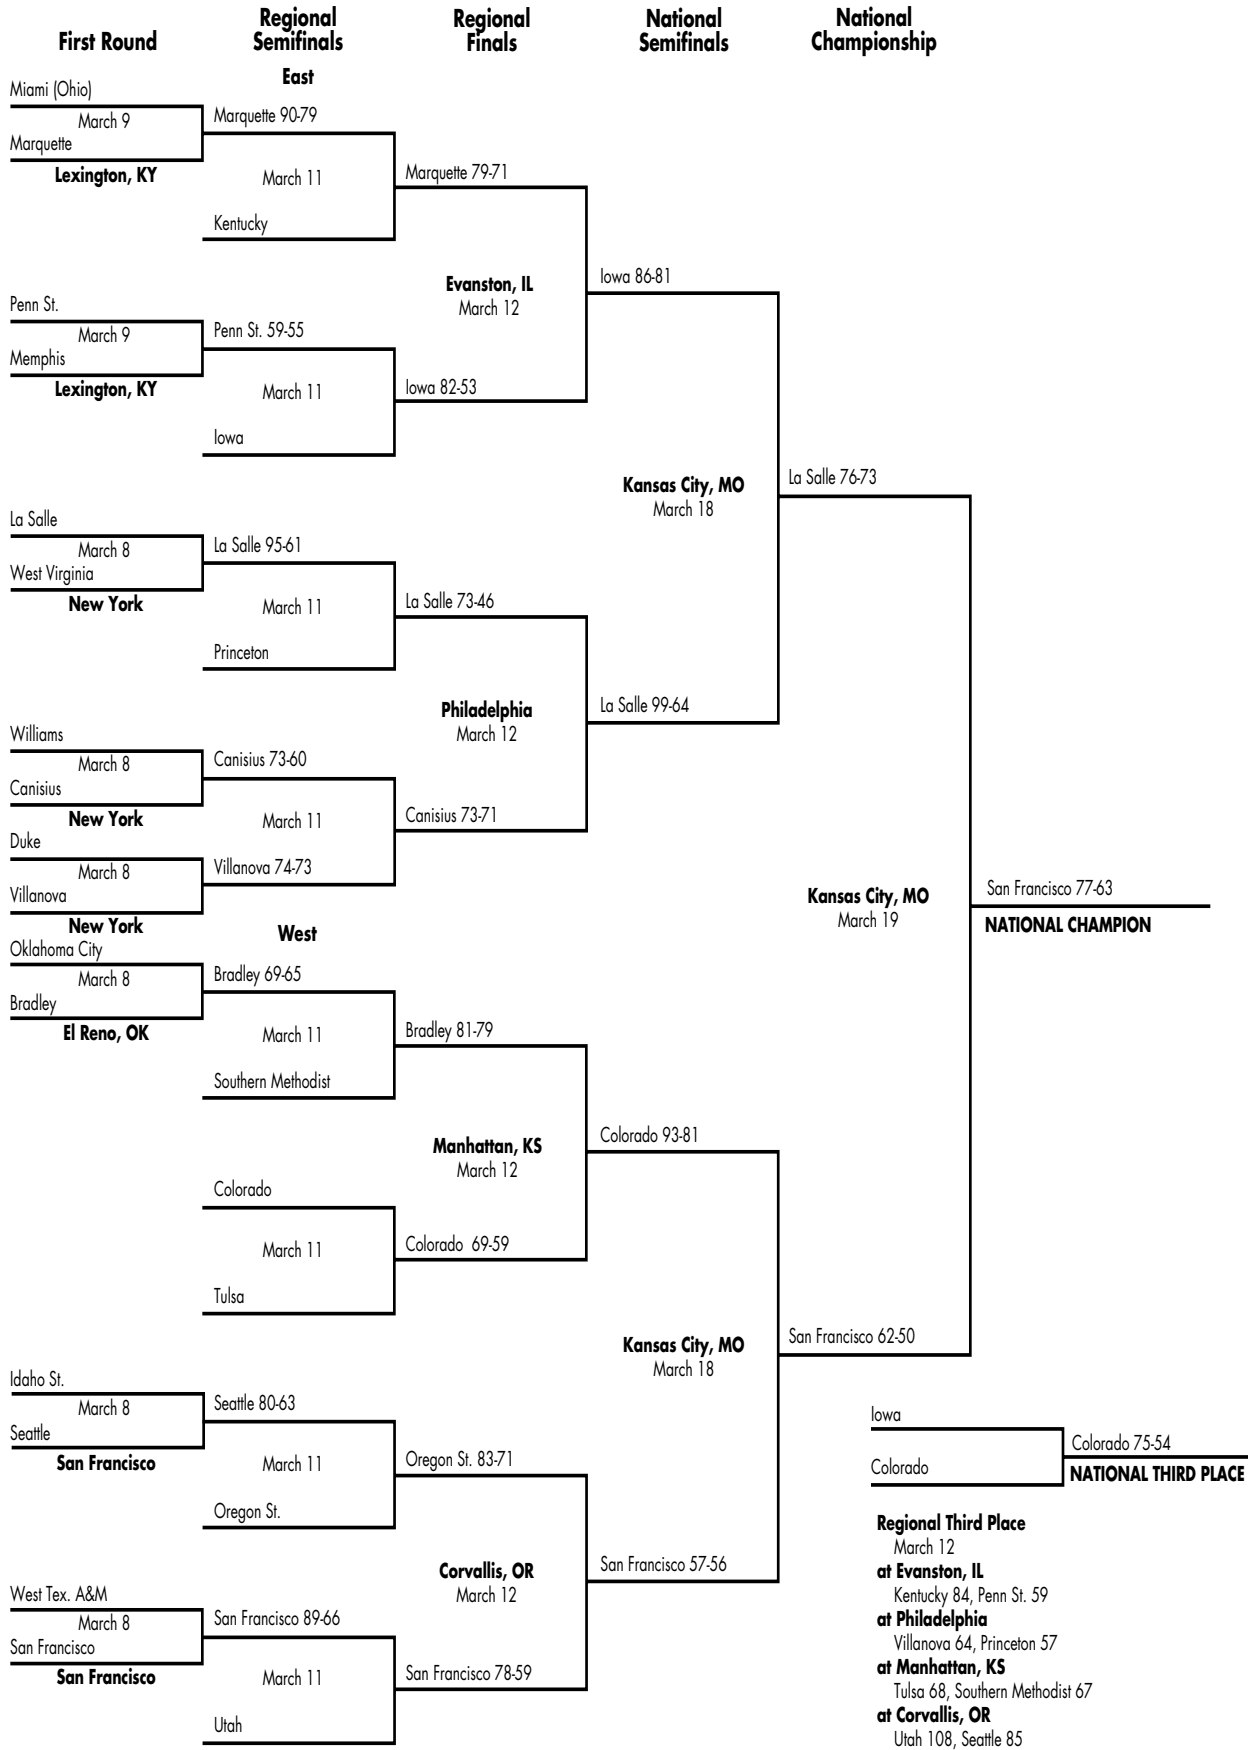 First Round
Regional
Semifinals
Regional
Finals
National
Semifinals
National
Championship
East
Miami (Ohio)
March 9
Marquette
Lexington, KY
Marquette 90-79
March 11
Kentucky
Marquette 79-71
Penn St.
March 9
Memphis
Lexington, KY
Penn St. 59-55
March 11
Iowa
Iowa 82-53
Evanston, IL
March 12
Iowa 86-81
La Salle
March 8
West Virginia
New York
La Salle 95-61
March 11
Princeton
La Salle 73-46
Williams
March 8
Canisius
New York
Canisius 73-60
March 11
Duke
March 8
Villanova
New York
Villanova 74-73
Canisius 73-71
Philadelphia
March 12
La Salle 99-64
Kansas City, MO
March 18
La Salle 76-73
West
Oklahoma City
March 8
Bradley
El Reno, OK
Bradley 69-65
March 11
Southern Methodist
Bradley 81-79
Colorado
March 11
Tulsa
Colorado 69-59
Manhattan, KS
March 12
Colorado 93-81
Idaho St.
March 8
Seattle
San Francisco
Seattle 80-63
March 11
Oregon St.
Oregon St. 83-71
West Tex. A&M
March 8
San Francisco
San Francisco
San Francisco 89-66
March 11
Utah
San Francisco 78-59
Corvallis, OR
March 12
San Francisco 57-56
Kansas City, MO
March 18
San Francisco 62-50
Kansas City, MO
March 19
San Francisco 77-63
NATIONAL CHAMPION
Iowa
Colorado
Colorado 75-54
NATIONAL THIRD PLACE
Regional Third Place
March 12
at Evanston, IL
Kentucky 84, Penn St. 59
at Philadelphia
Villanova 64, Princeton 57
at Manhattan, KS
Tulsa 68, Southern Methodist 67
at Corvallis, OR
Utah 108, Seattle 85